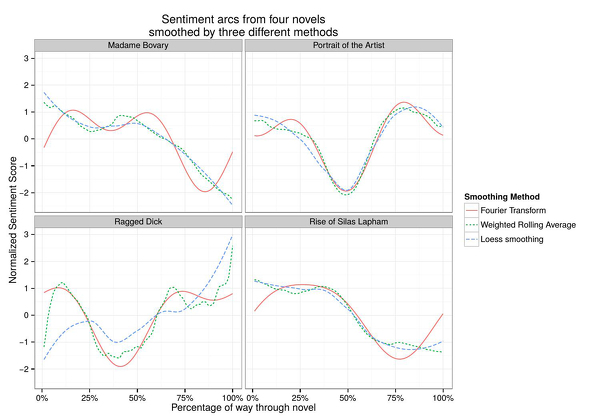 Sentiment arcs from four novels
smoothed by three different methods
Madame Bovary
Portrait of the Artist
3
2
1
0
−1
−2
Ragged Dick
Rise of Silas Lapham
3
2
1
0
−1
−2
0%
25%
50%
75%
100%
0%
25%
50%
75%
100%
Percentage of way through novel
Normalized Sentiment Score
Smoothing Method
Fourier Transform
Weighted Rolling Average
Loess smoothing